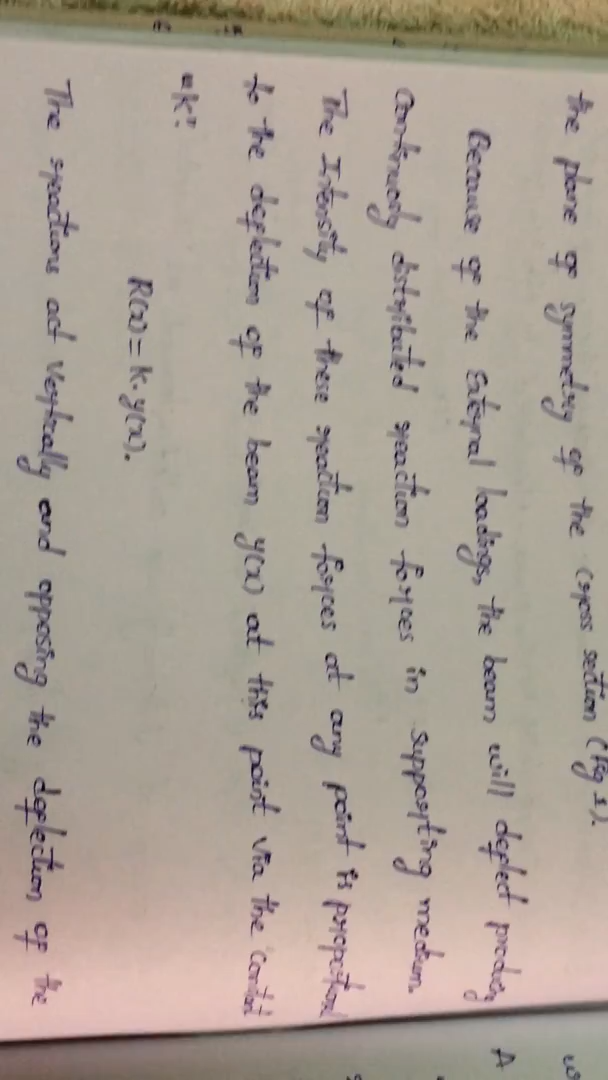 the plane of symmetry of the cross section (Fig 1).
Because of the External loadings, the beam will deflect producing
Continuously distributed reaction forces in supporting medium.
The Intensity of these reaction forces at any point is proportional
to the deflection of the beam y(x) at this point via the constant
"K":
R(x) = K. y(x).
The reactions act vertically and opposing the deflection of the
A